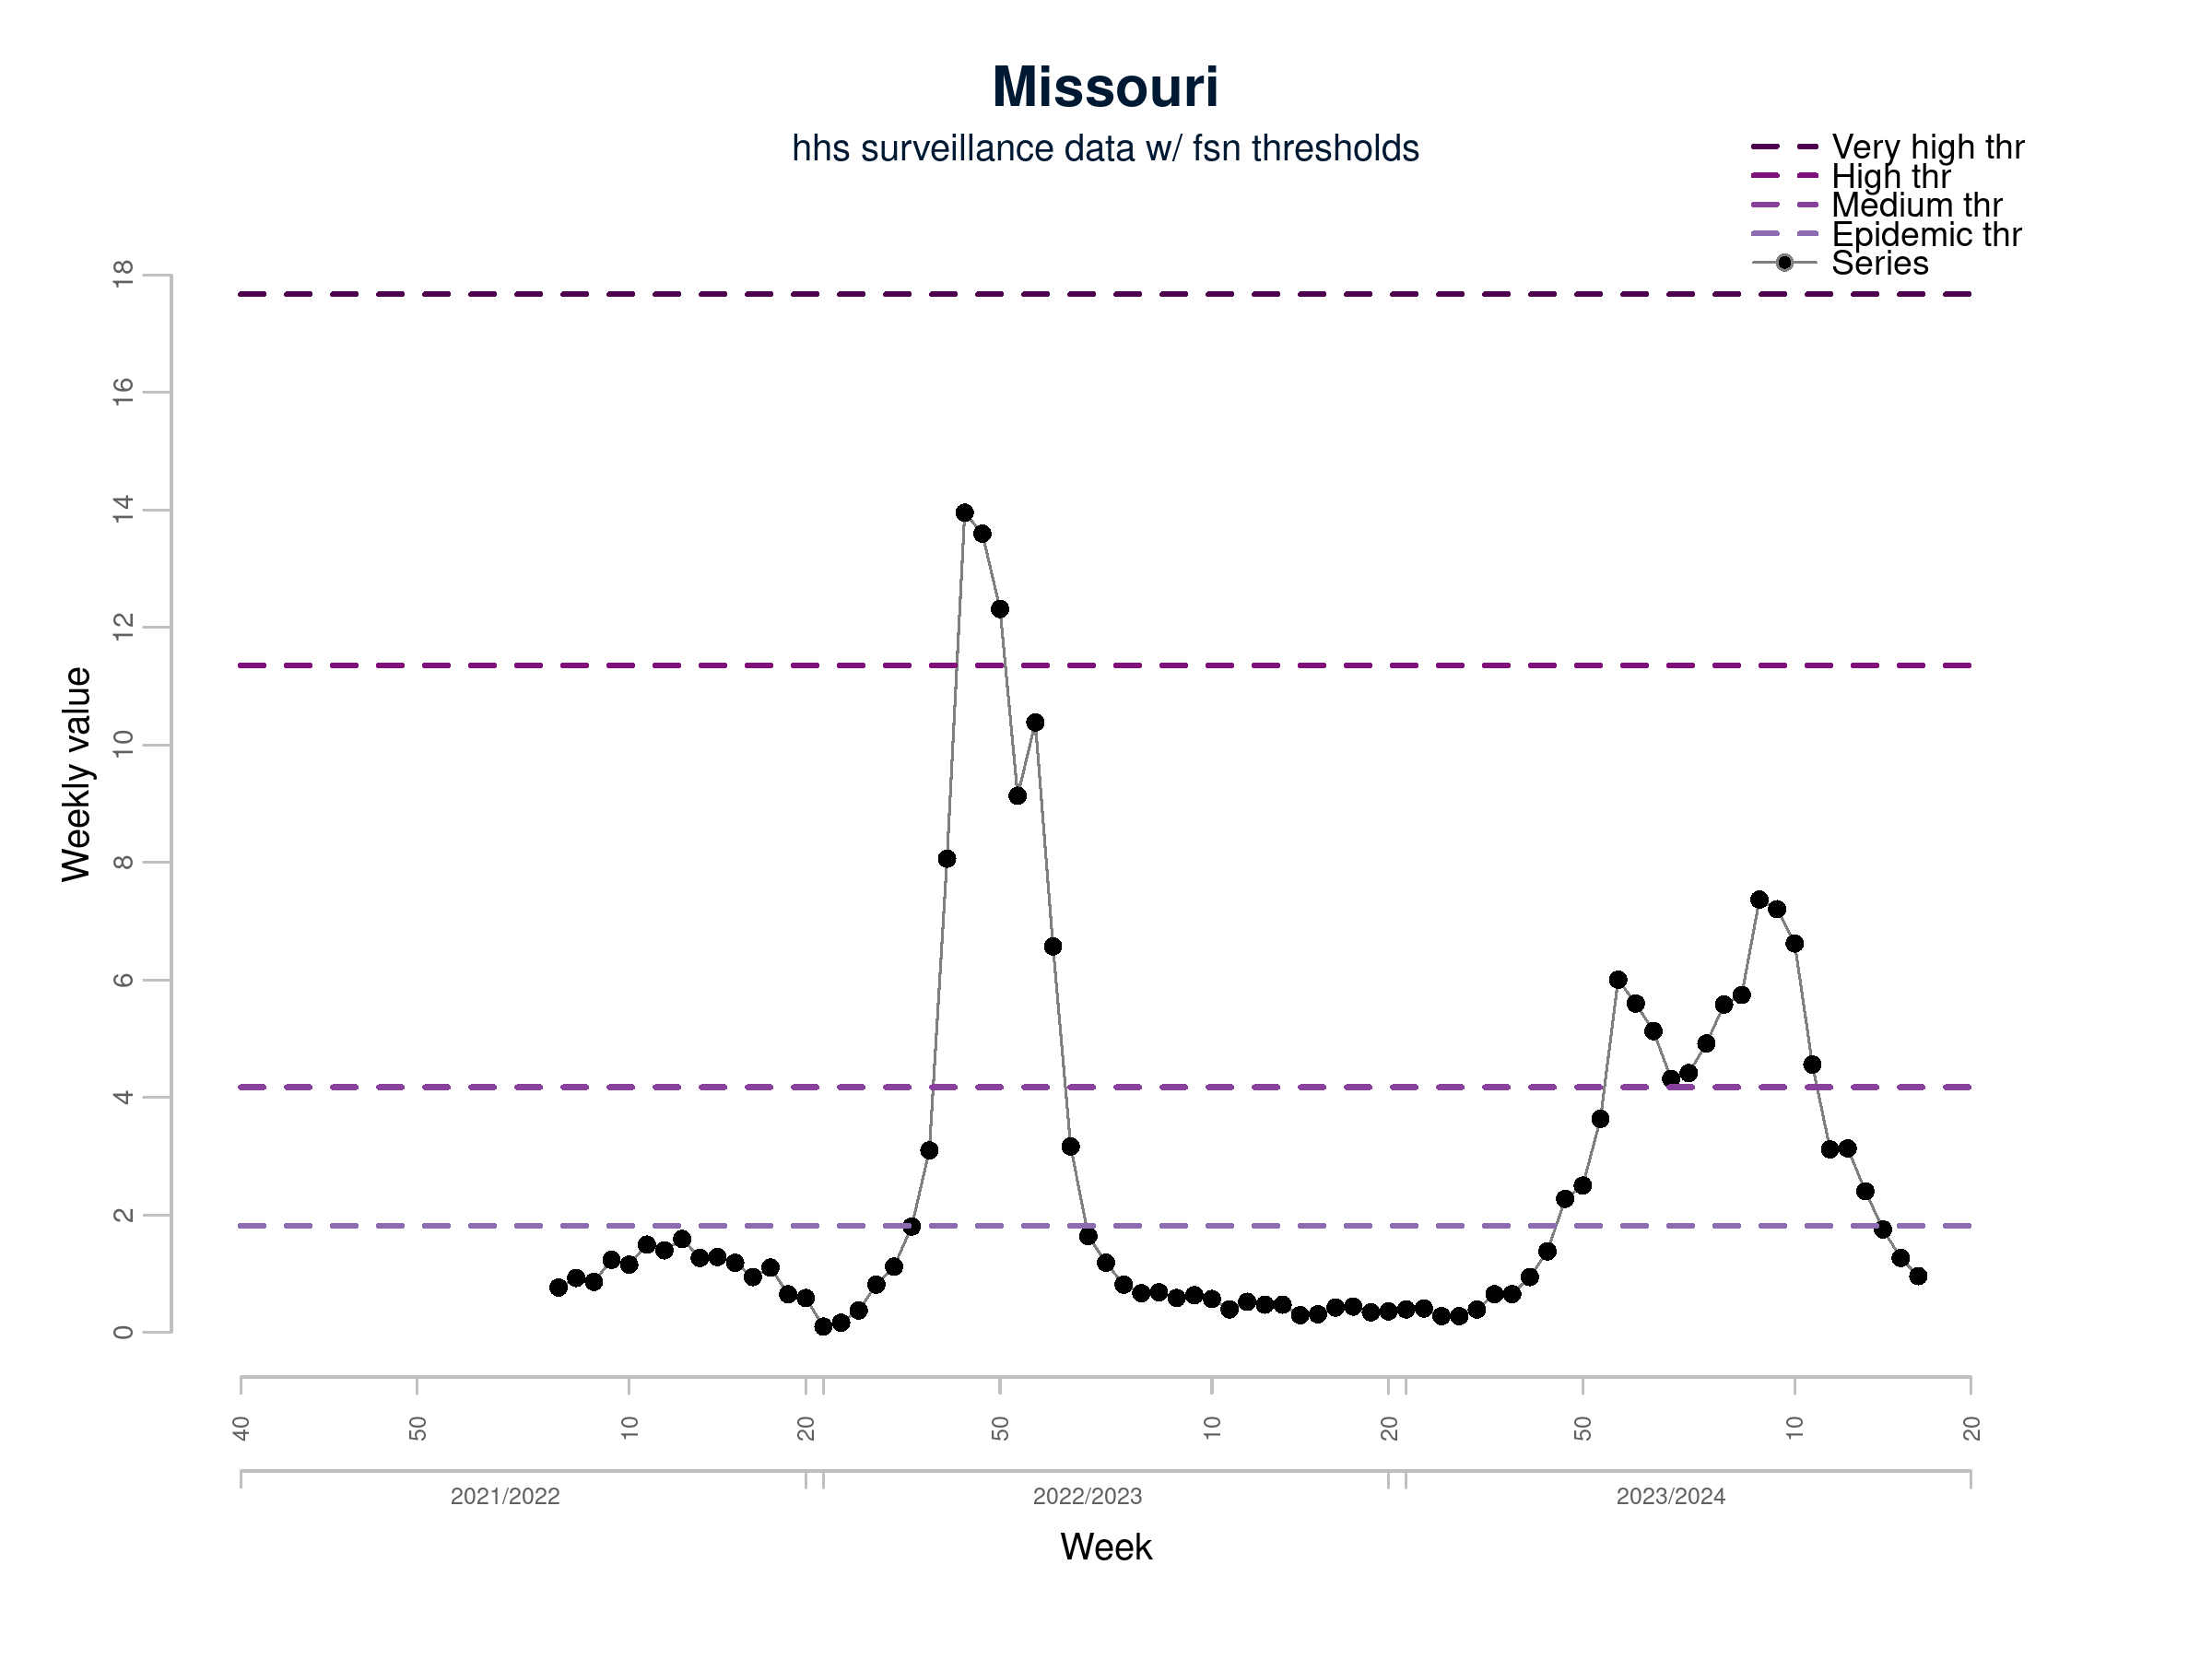 Missouri
hhs surveillance data w/ fsn thresholds
Very high thr
High thr
Medium thr
Epidemic thr
Series
Weekly value
18
16
14
12
10
8
6
4
2
0
40 50 10 20 50 10 20 50 10 20
2021/2022 2022/2023 2023/2024
Week